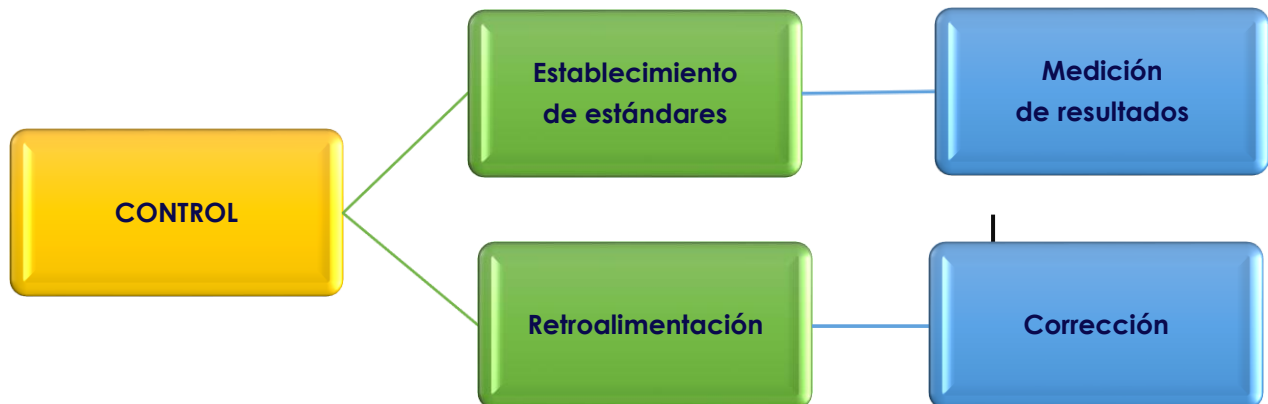 CONTROL
Establecimiento
de estándares
Medición
de resultados
Retroalimentación
Corrección